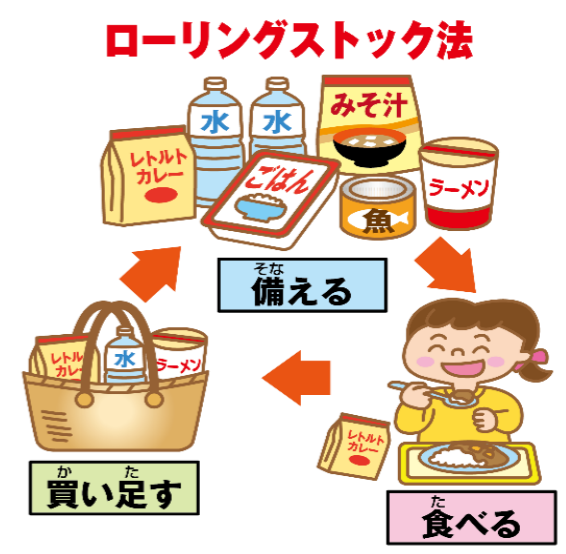 ローリングストック法
水
水
みそ汁
レトルト
カレー
ごはん
魚
ラーメン
そな
備える
レトル
カレー
水
ラーメン
レトルト
カレー
か た
買い足す
た
食べる